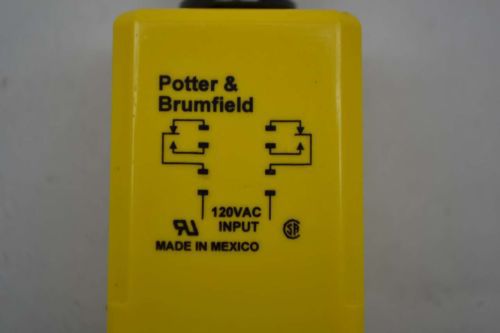 Potter &
Brumfield
120VAC
INPUT
MADE IN MEXICO